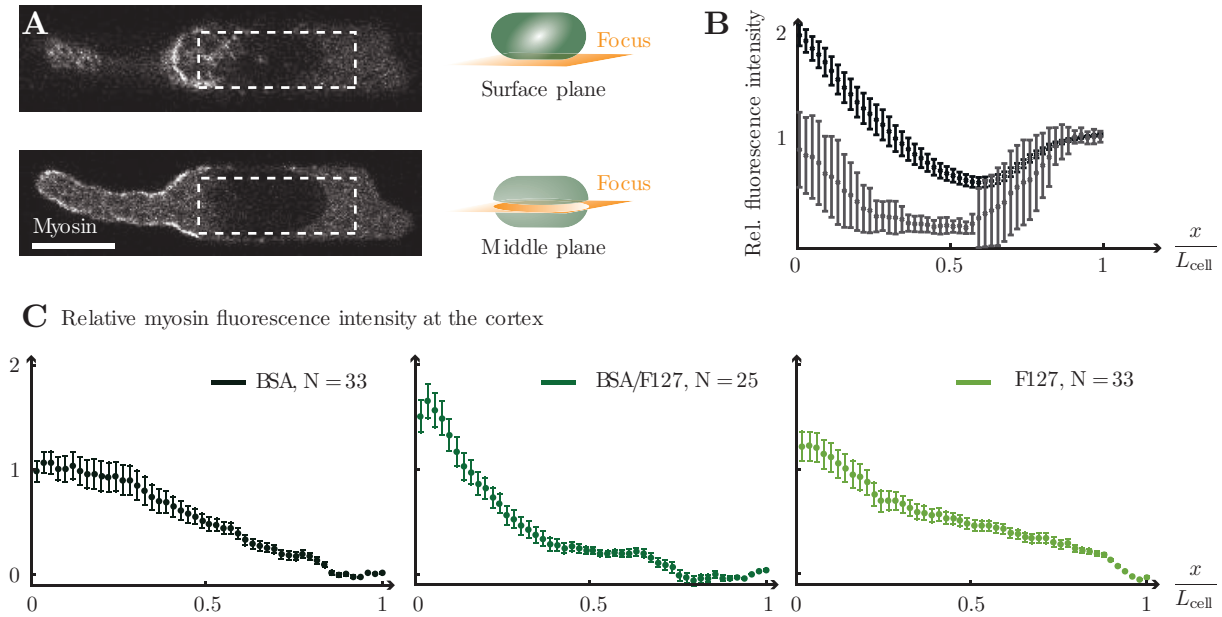 A
Focus
Surface plane
Myosin
Focus
Middle plane
B
Rel. fluorescence intensity
2
1
0
0.5
1
x
L_cell
C Relative myosin fluorescence intensity at the cortex
2
1
0
BSA, N = 33
0
0.5
1
BSA/F127, N = 25
0
0.5
1
F127, N = 33
0
0.5
1
x
L_cell